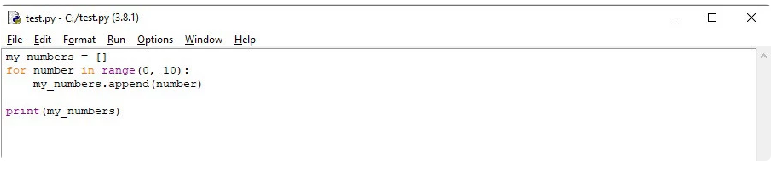 test.py - C:/test.py (3.8.1)
File Edit Format Run Options Window Help
my_numbers = []
for number in range(0, 10):
    my_numbers.append(number)
print(my_numbers)